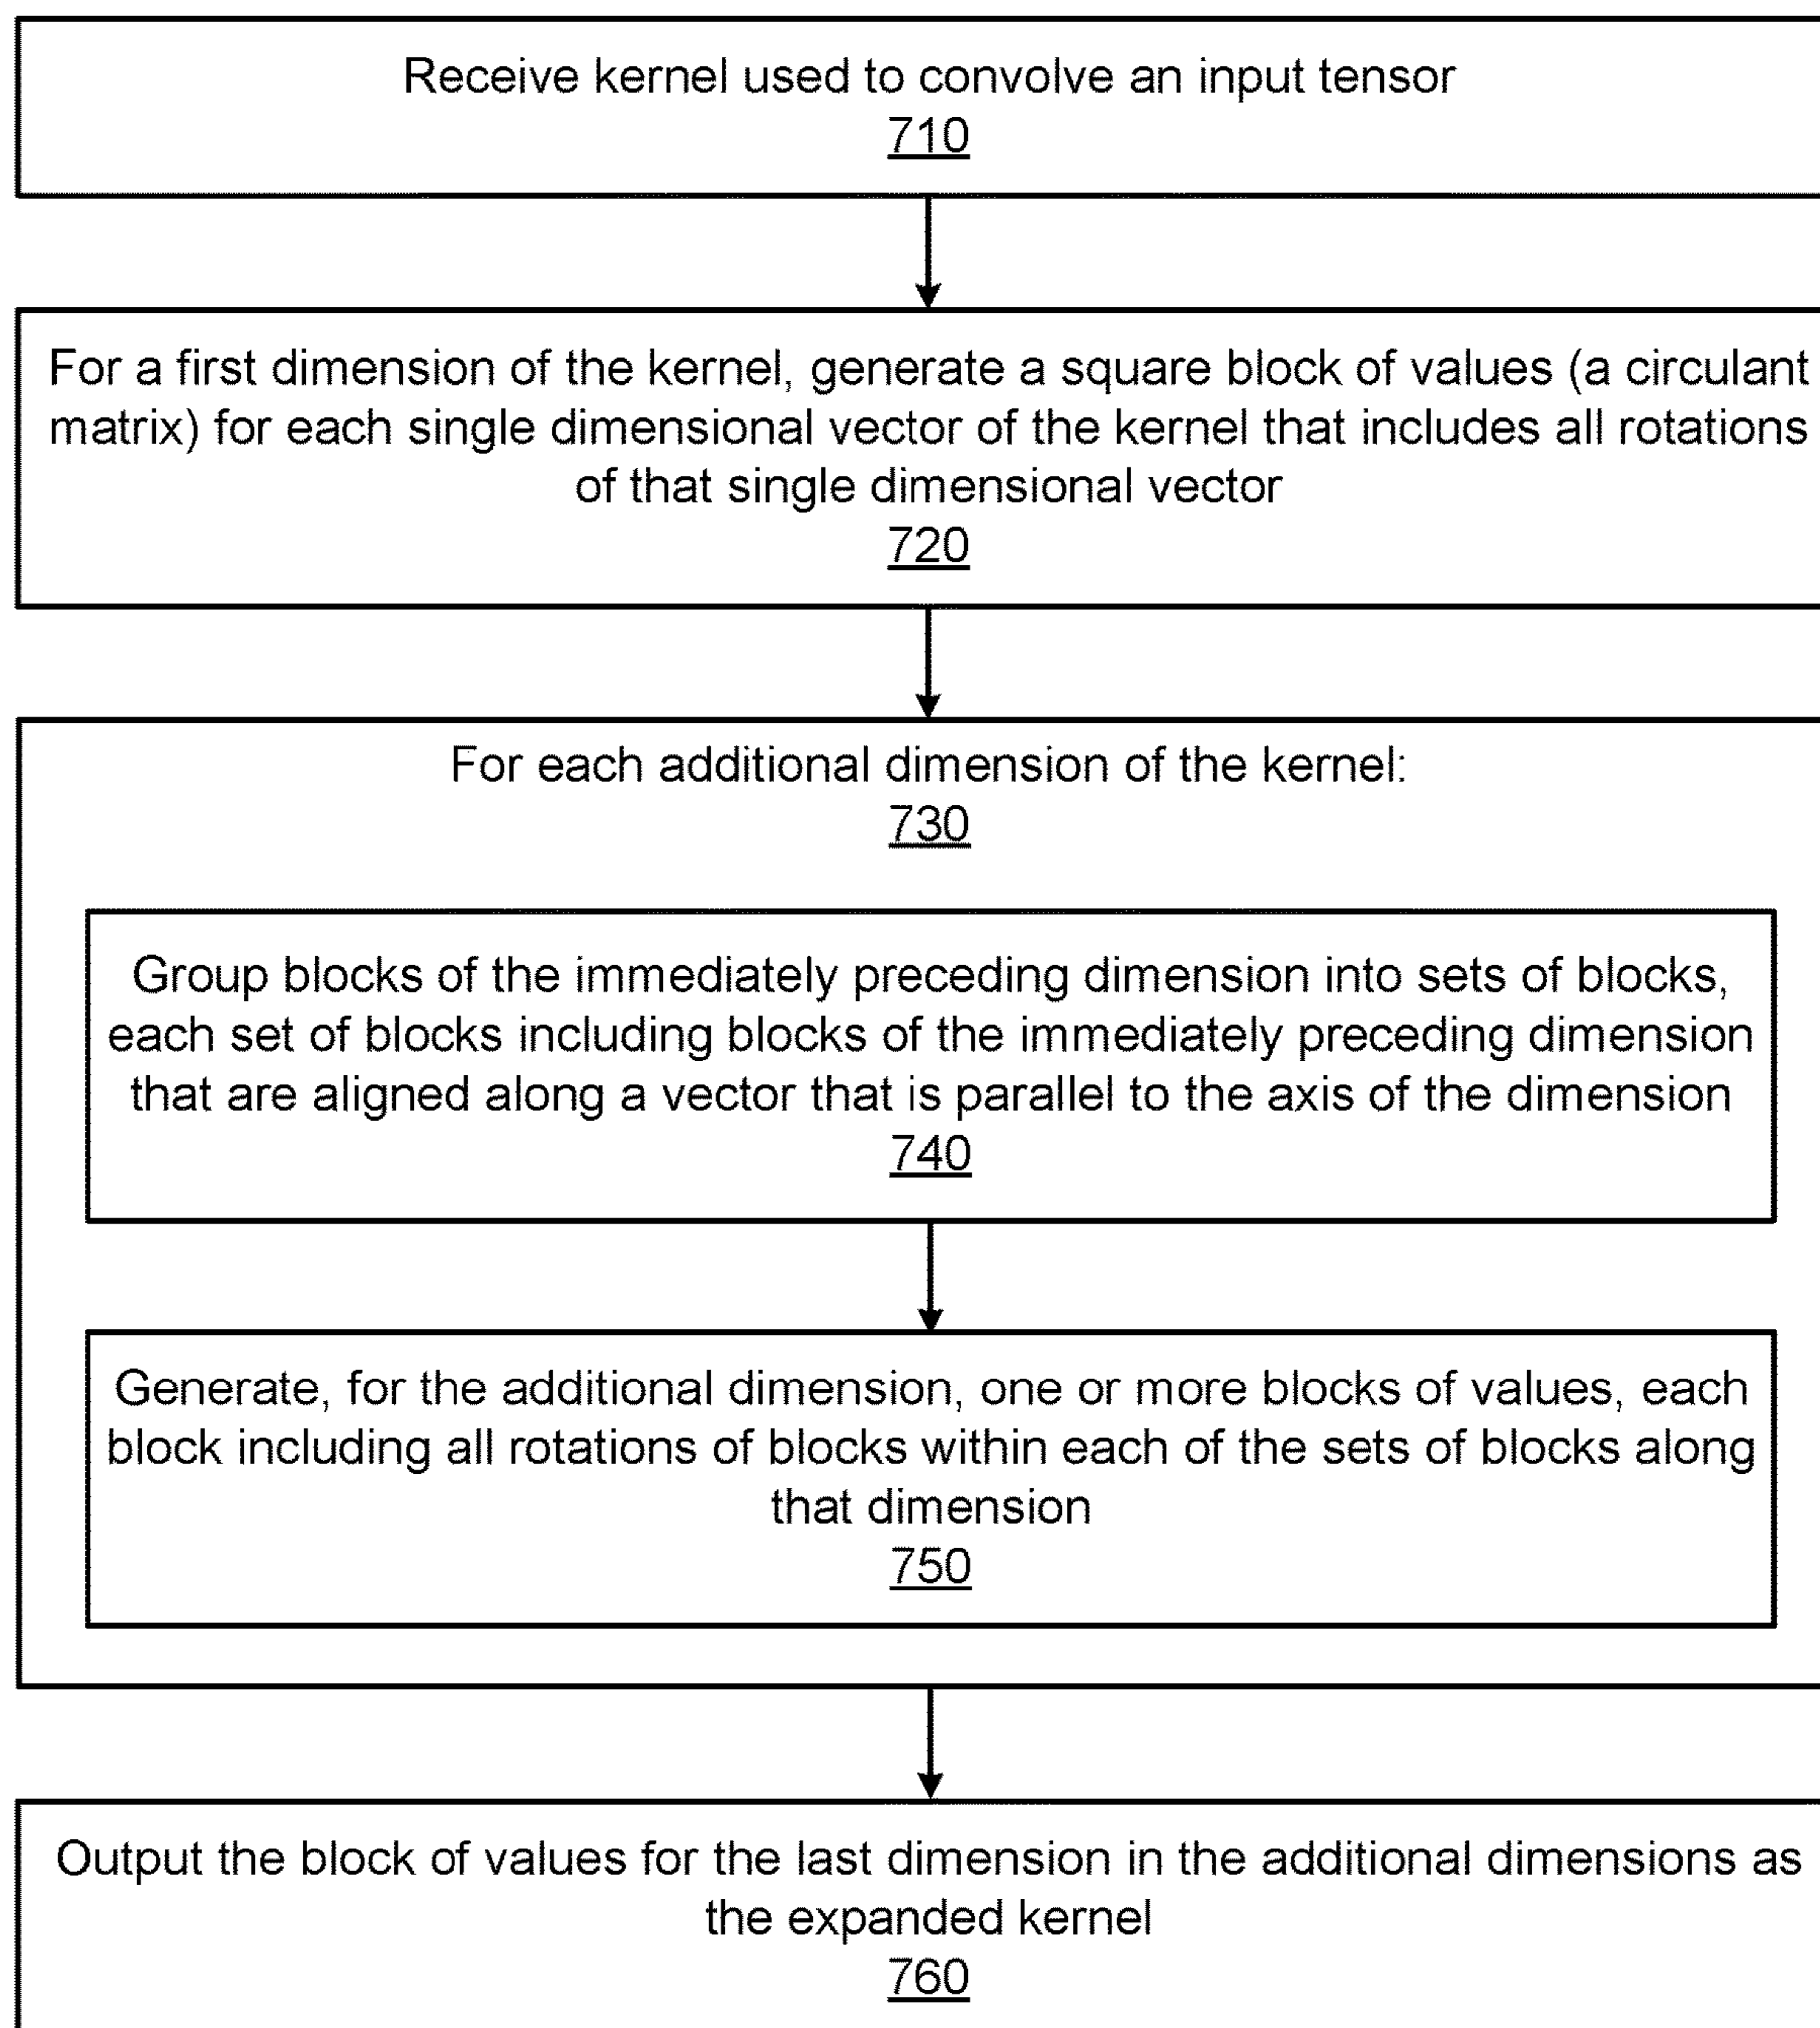 Receive kernel used to convolve an input tensor
710
For a first dimension of the kernel, generate a square block of values (a circulant
matrix) for each single dimensional vector of the kernel that includes all rotations
of that single dimensional vector
720
For each additional dimension of the kernel:
730
Group blocks of the immediately preceding dimension into sets of blocks,
each set of blocks including blocks of the immediately preceding dimension
that are aligned along a vector that is parallel to the axis of the dimension
740
Generate, for the additional dimension, one or more blocks of values, each
block including all rotations of blocks within each of the sets of blocks along
that dimension
750
Output the block of values for the last dimension in the additional dimensions as
the expanded kernel
760